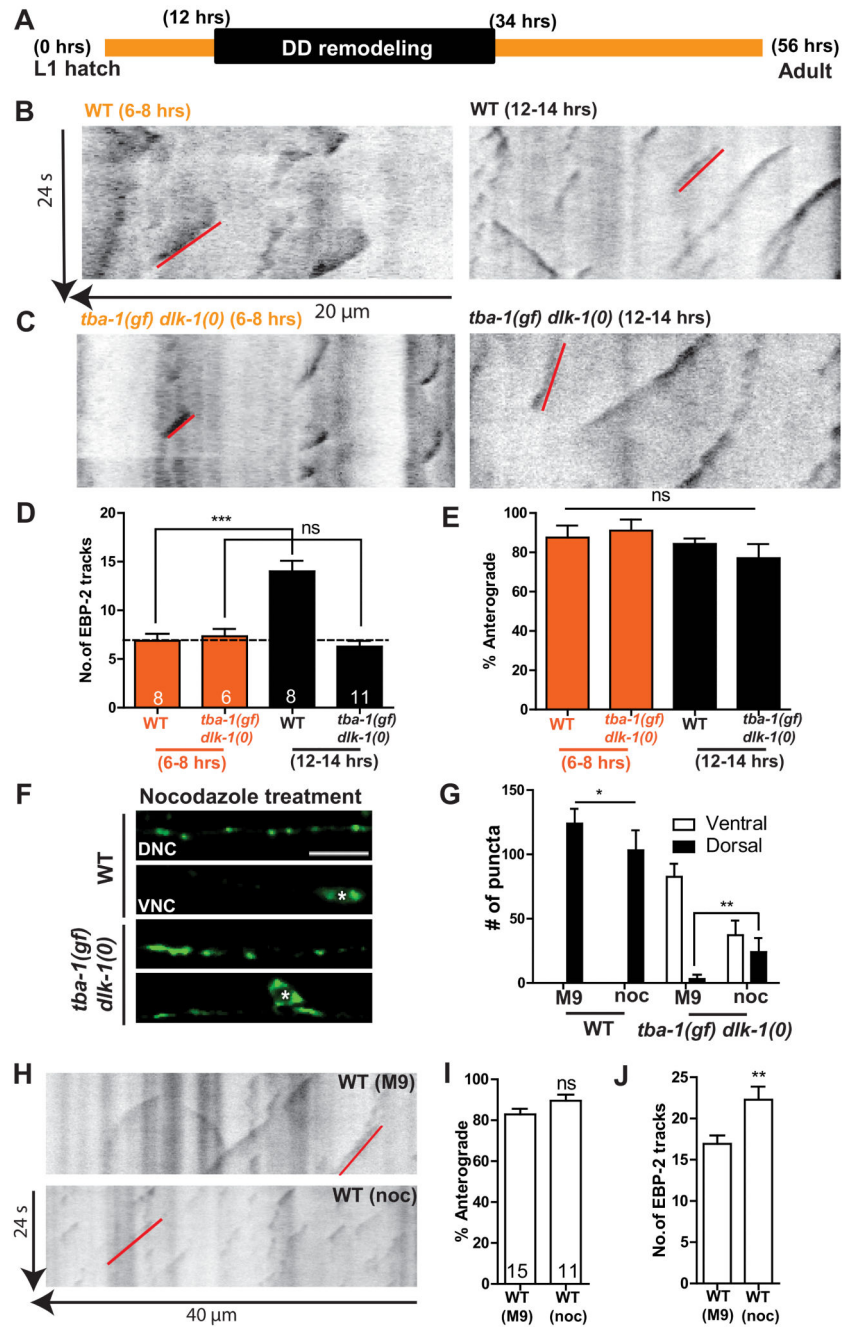 A
(0 hrs)
L1 hatch
(12 hrs)
DD remodeling
(34 hrs)
(56 hrs)
Adult
B
WT (6-8 hrs)
WT (12-14 hrs)
24 s
20 µm
C
tba-1(gf) dlk-1(0) (6-8 hrs)
tba-1(gf) dlk-1(0) (12-14 hrs)
D
No.of EBP-2 tracks
20
15
10
5
0
***
ns
8
6
8
11
WT
tba-1(gf)
dlk-1(0)
WT
tba-1(gf)
dlk-1(0)
(6-8 hrs)
(12-14 hrs)
E
% Anterograde
100
80
60
40
20
0
ns
WT
tba-1(gf)
dlk-1(0)
WT
tba-1(gf)
dlk-1(0)
(6-8 hrs)
(12-14 hrs)
F
Nocodazole treatment
WT
DNC
VNC
*
tba-1(gf)
dlk-1(0)
*
G
# of puncta
150
100
50
0
*
**
Ventral
Dorsal
M9
noc
M9
noc
WT
tba-1(gf) dlk-1(0)
H
WT (M9)
WT (noc)
24 s
40 µm
I
% Anterograde
100
80
60
40
20
0
ns
15
11
WT
(M9)
WT
(noc)
J
No.of EBP-2 tracks
25
20
15
10
5
0
**
WT
(M9)
WT
(noc)